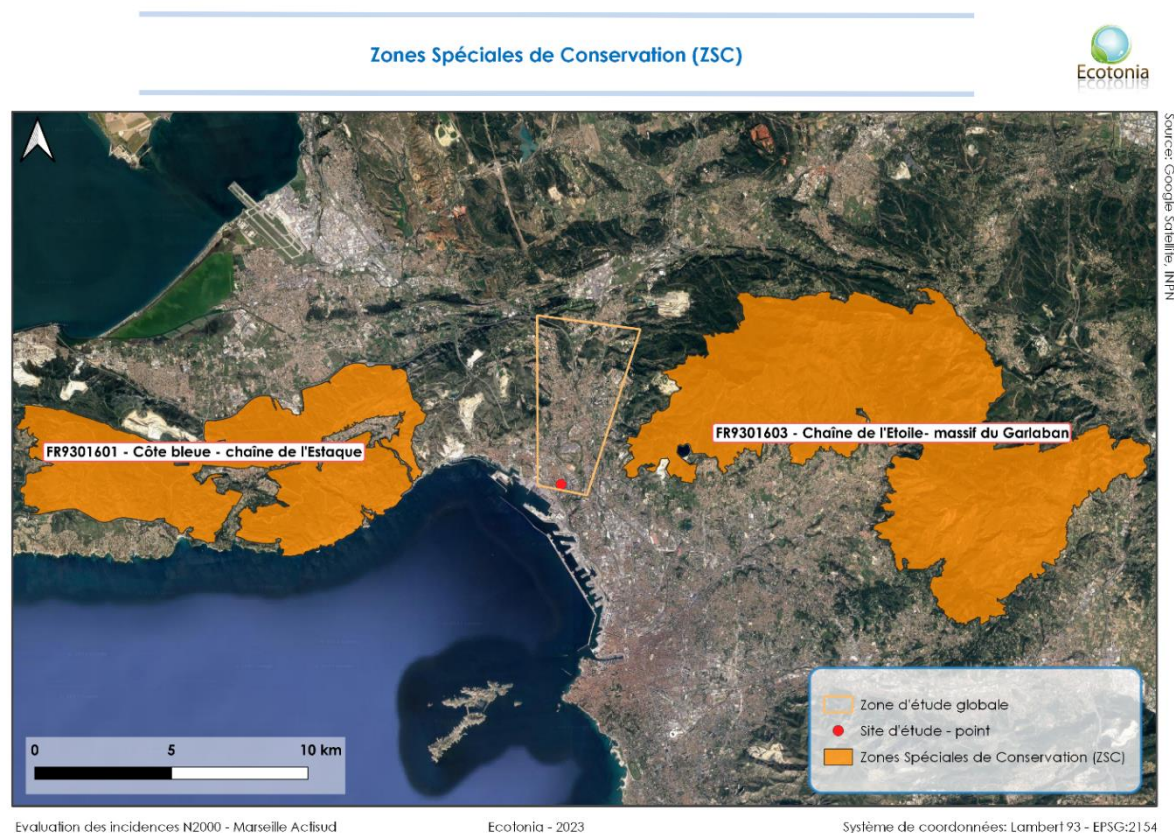 Zones Spéciales de Conservation (ZSC)
Ecotonia
Source: Google Satellite, INPN
FR9301601 - Côte bleue - chaîne de l'Estaque
FR9301603 - Chaîne de l'Etoile- massif du Garlaban
Zone d'étude globale
Site d'étude - point
Zones Spéciales de Conservation (ZSC)
0 5 10 km
Evaluation des incidences N2000 - Marseille Actisud
Ecotonia - 2023
Système de coordonnées: Lambert 93 - EPSG:2154